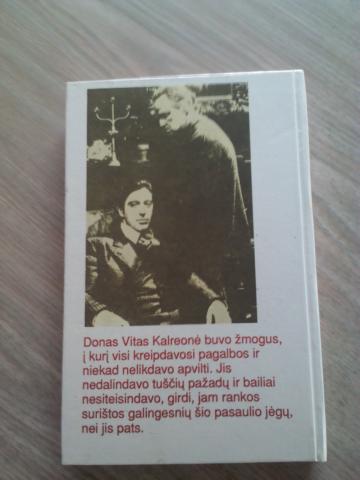 Donas Vitas Kalreonė buvo žmogus,
į kurį visi kreipdavosi pagalbos ir
niekad nelikdavo apvilti. Jis
nedalindavo tuščių pažadų ir bailiai
nesiteisindavo, girdi, jam rankos
surištos galingesnių šio pasaulio jėgų,
nei jis pats.